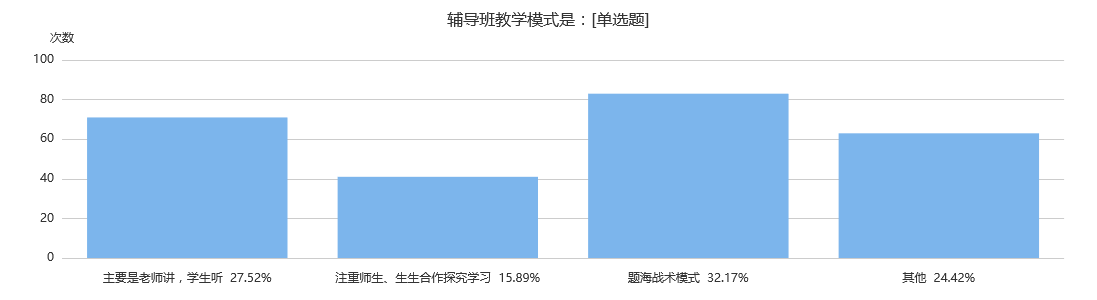 辅导班教学模式是：[单选题]
次数
100
80
60
40
20
0
主要是老师讲，学生听 27.52%
注重师生、生生合作探究学习 15.89%
题海战术模式 32.17%
其他 24.42%